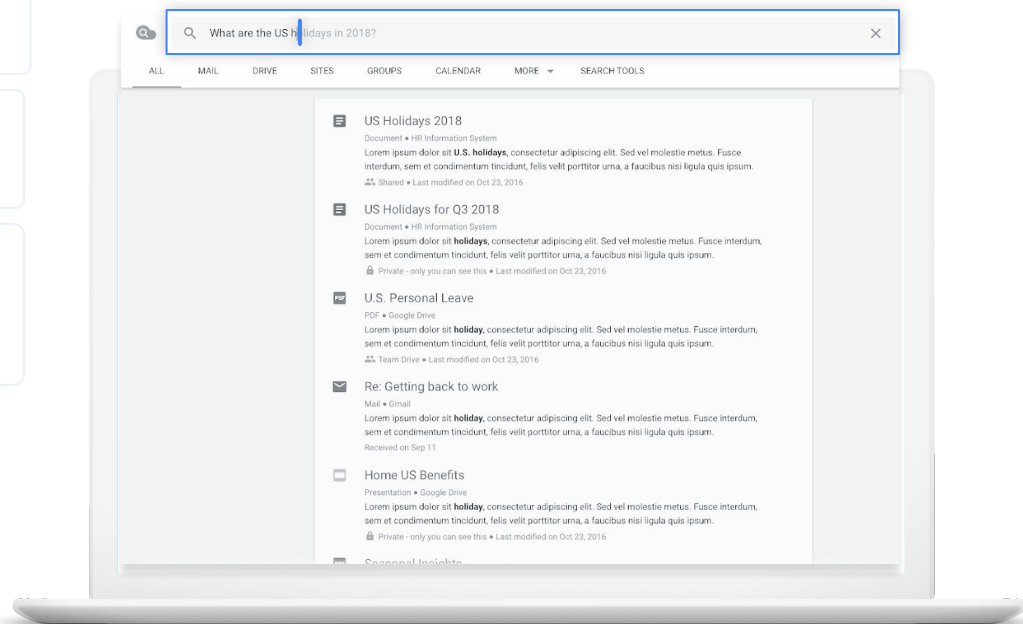 What are the US holidays in 2018?
ALL MAIL DRIVE SITES GROUPS CALENDAR MORE SEARCH TOOLS
US Holidays 2018
Document • HR Information System
Lorem ipsum dolor sit U.S. holidays, consectetur adipiscing elit. Sed vel molestie metus. Fusce
interdum, sem et condimentum tincidunt, felis velit porttitor urna, a faucibus nisi ligula quis ipsum.
Shared • Last modified on Oct 23, 2016
US Holidays for Q3 2018
Document • HR Information System
Lorem ipsum dolor sit holidays, consectetur adipiscing elit. Sed vel molestie metus. Fusce interdum,
sem et condimentum tincidunt, felis velit porttitor urna, a faucibus nisi ligula quis ipsum.
Private - only you can see this • Last modified on Oct 23, 2016
PDF
U.S. Personal Leave
PDF • Google Drive
Lorem ipsum dolor sit holiday, consectetur adipiscing elit. Sed vel molestie metus. Fusce interdum,
sem et condimentum tincidunt, felis velit porttitor urna, a faucibus nisi ligula quis ipsum.
Team Drive • Last modified on Oct 23, 2016
Re: Getting back to work
Mail • Gmail
Lorem ipsum dolor sit holiday, consectetur adipiscing elit. Sed vel molestie metus. Fusce interdum,
sem et condimentum tincidunt, felis velit porttitor urna, a faucibus nisi ligula quis ipsum.
Received on Sep 11
Home US Benefits
Presentation • Google Drive
Lorem ipsum dolor sit holiday, consectetur adipiscing elit. Sed vel molestie metus. Fusce interdum,
sem et condimentum tincidunt, felis velit porttitor urna, a faucibus nisi ligula quis ipsum.
Private - only you can see this • Last modified on Oct 23, 2016
Seasonal Insights